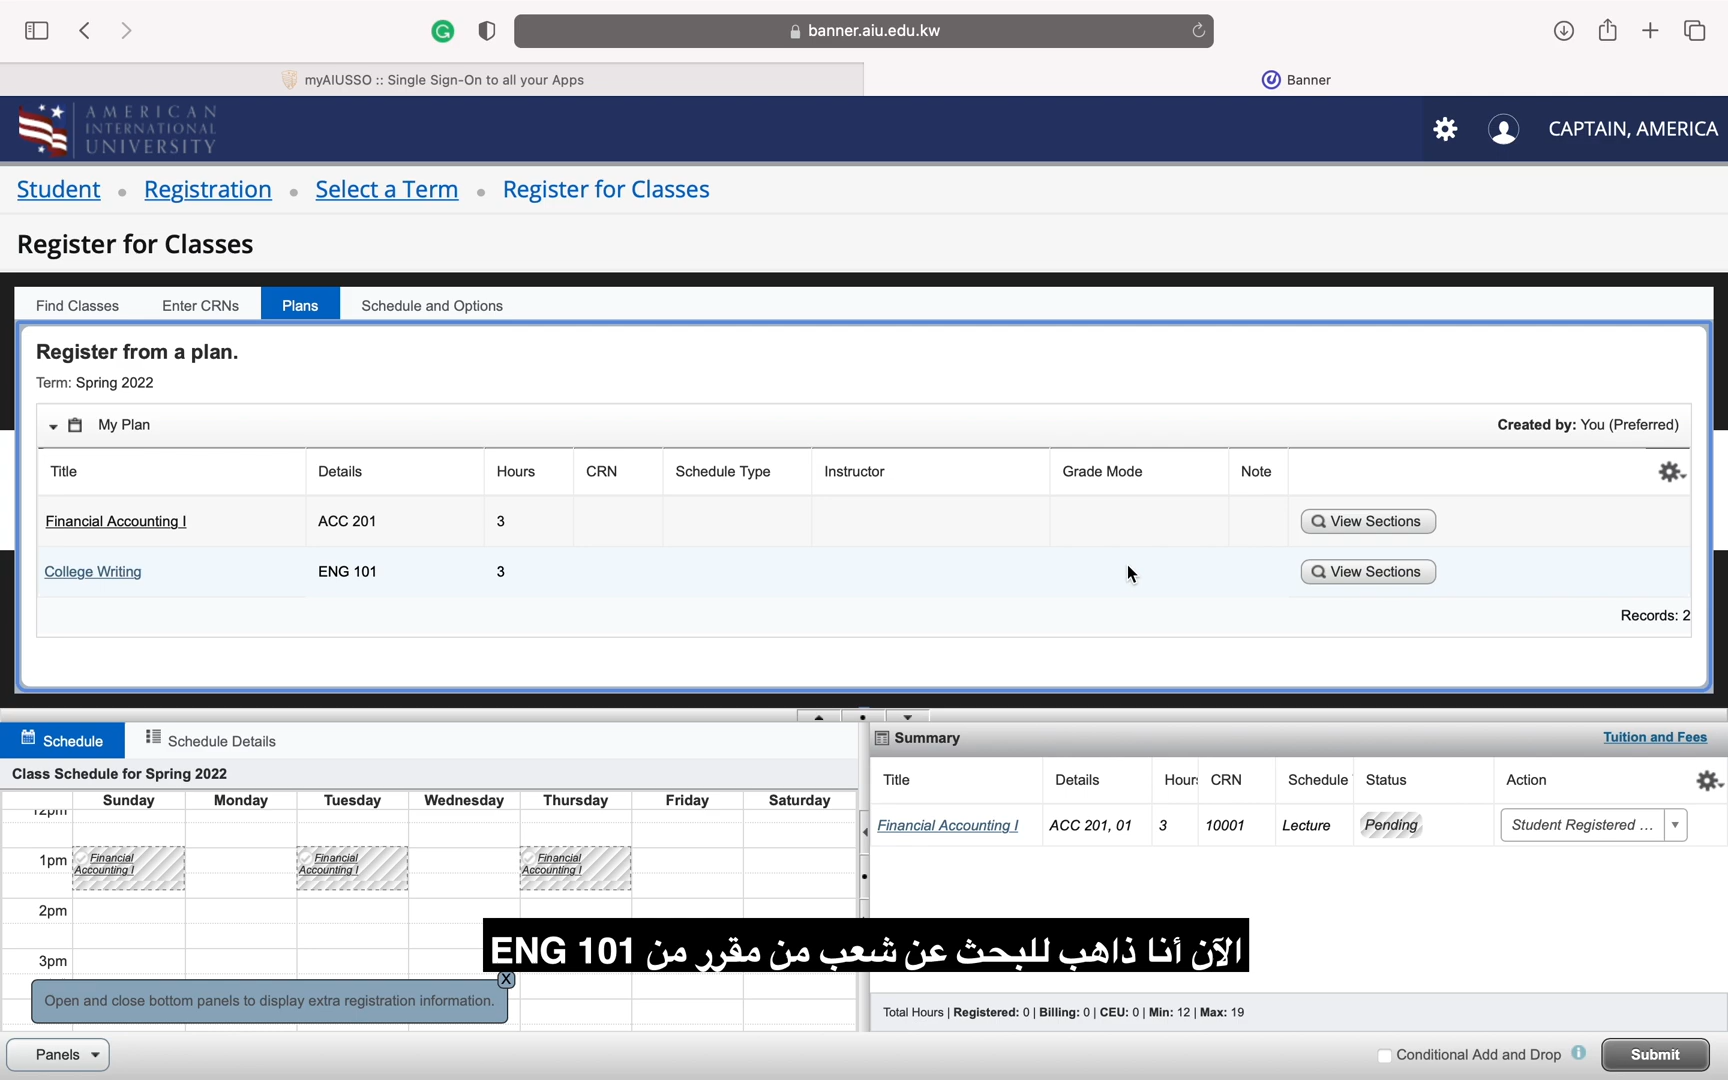 banner.aiu.edu.kw
myAIUSSO :: Single Sign-On to all your Apps
Banner
AMERICAN
INTERNATIONAL
UNIVERSITY
CAPTAIN, AMERICA
Student • Registration • Select a Term • Register for Classes
Register for Classes
Find Classes Enter CRNs Plans Schedule and Options
Register from a plan.
Term: Spring 2022
My Plan Created by: You (Preferred)
Title Details Hours CRN Schedule Type Instructor Grade Mode Note
Financial Accounting I ACC 201 3 View Sections
College Writing ENG 101 3 View Sections
Records: 2
Schedule Schedule Details
Class Schedule for Spring 2022
Sunday Monday Tuesday Wednesday Thursday Friday Saturday
12pm
1pm
Financial
Accounting I
Financial
Accounting I
Financial
Accounting I
2pm
3pm
Open and close bottom panels to display extra registration information.
X
Summary Tuition and Fees
Title Details Hours CRN Schedule Status Action
Financial Accounting I ACC 201, 01 3 10001 Lecture Pending Student Registered ...
الآن أنا ذاهب للبحث عن شعب من مقرر من ENG 101
Total Hours | Registered: 0 | Billing: 0 | CEU: 0 | Min: 12 | Max: 19
Panels Conditional Add and Drop Submit